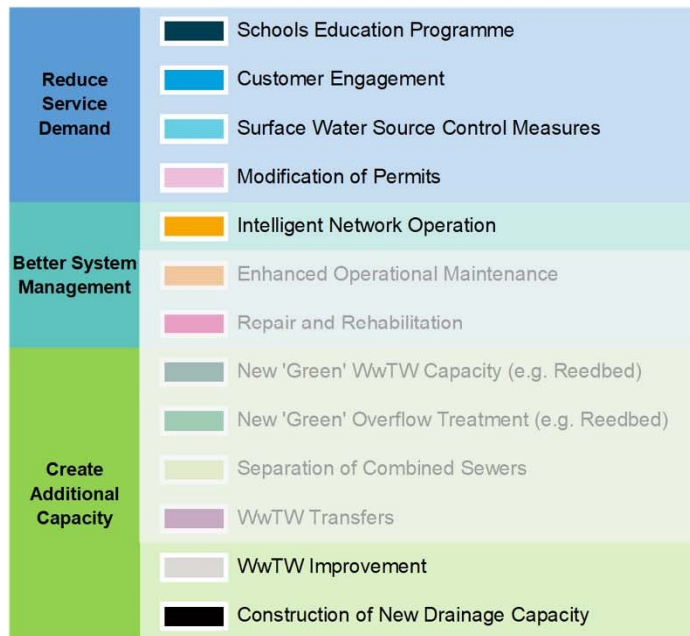 Reduce
Service
Demand
Schools Education Programme
Customer Engagement
Surface Water Source Control Measures
Modification of Permits
Better System
Management
Intelligent Network Operation
Enhanced Operational Maintenance
Repair and Rehabilitation
Create
Additional
Capacity
New 'Green' WwTW Capacity (e.g. Reedbed)
New 'Green' Overflow Treatment (e.g. Reedbed)
Separation of Combined Sewers
WwTW Transfers
WwTW Improvement
Construction of New Drainage Capacity